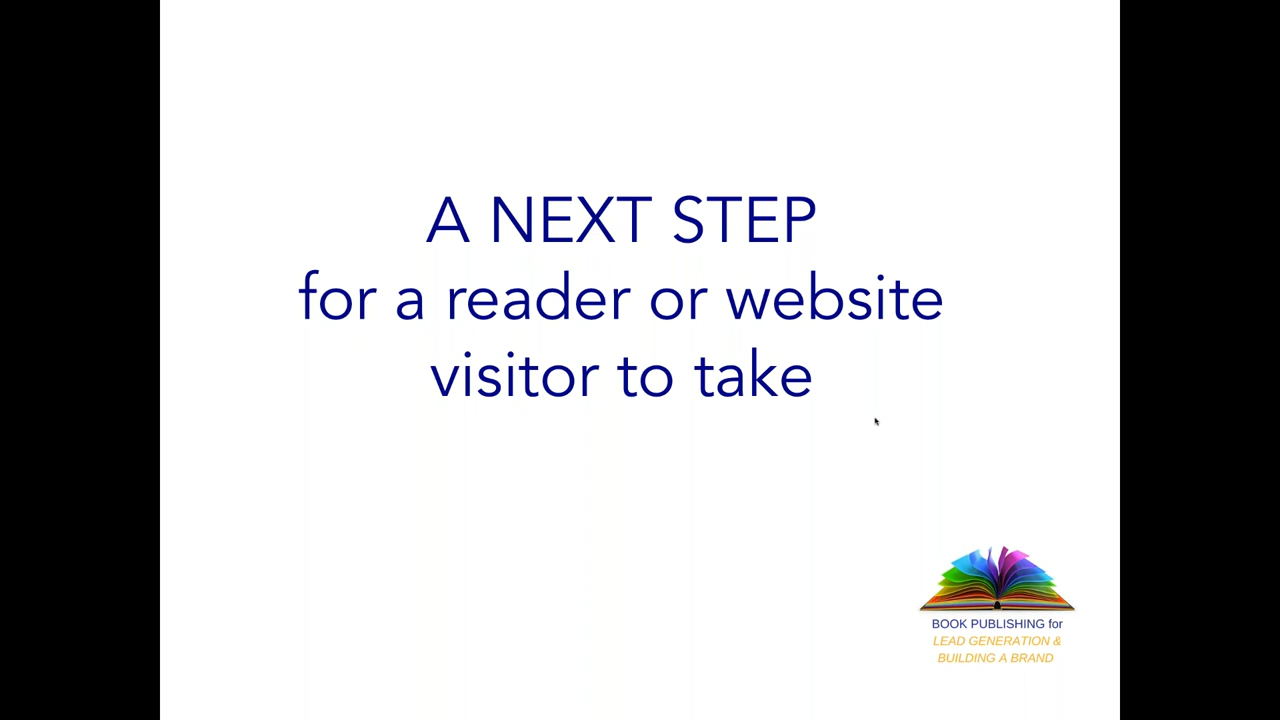 A NEXT STEP
for a reader or website
visitor to take
BOOK PUBLISHING for
LEAD GENERATION &
BUILDING A BRAND